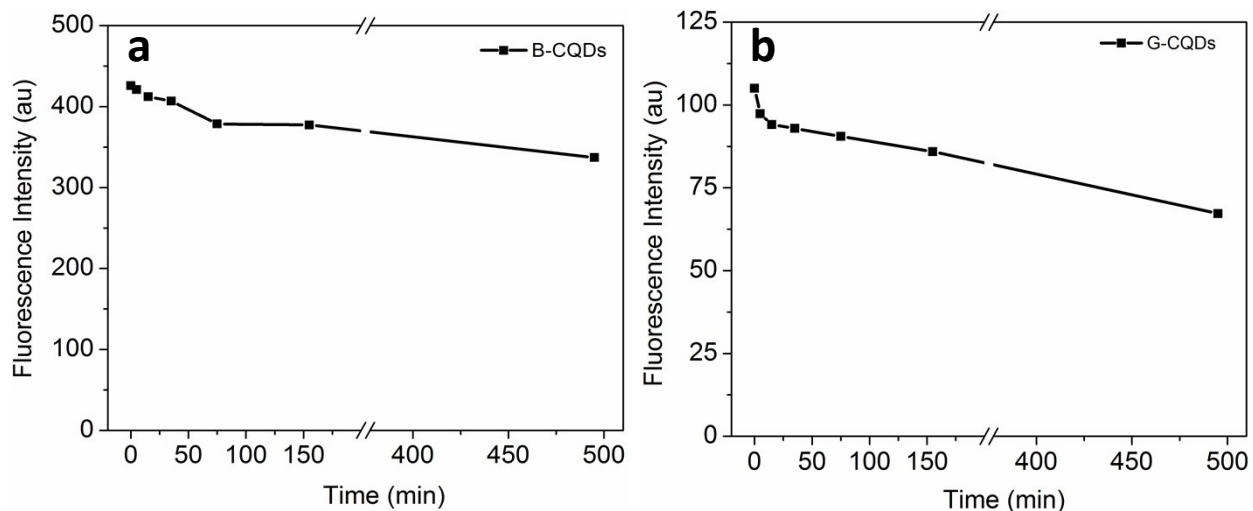 a
B-CQDs
500
400
300
200
100
0
Fluorescence Intensity (au)
0 50 100 150 400 450 500
Time (min)
b
G-CQDs
125
100
75
50
25
0
Fluorescence Intensity (au)
0 50 100 150 400 450 500
Time (min)